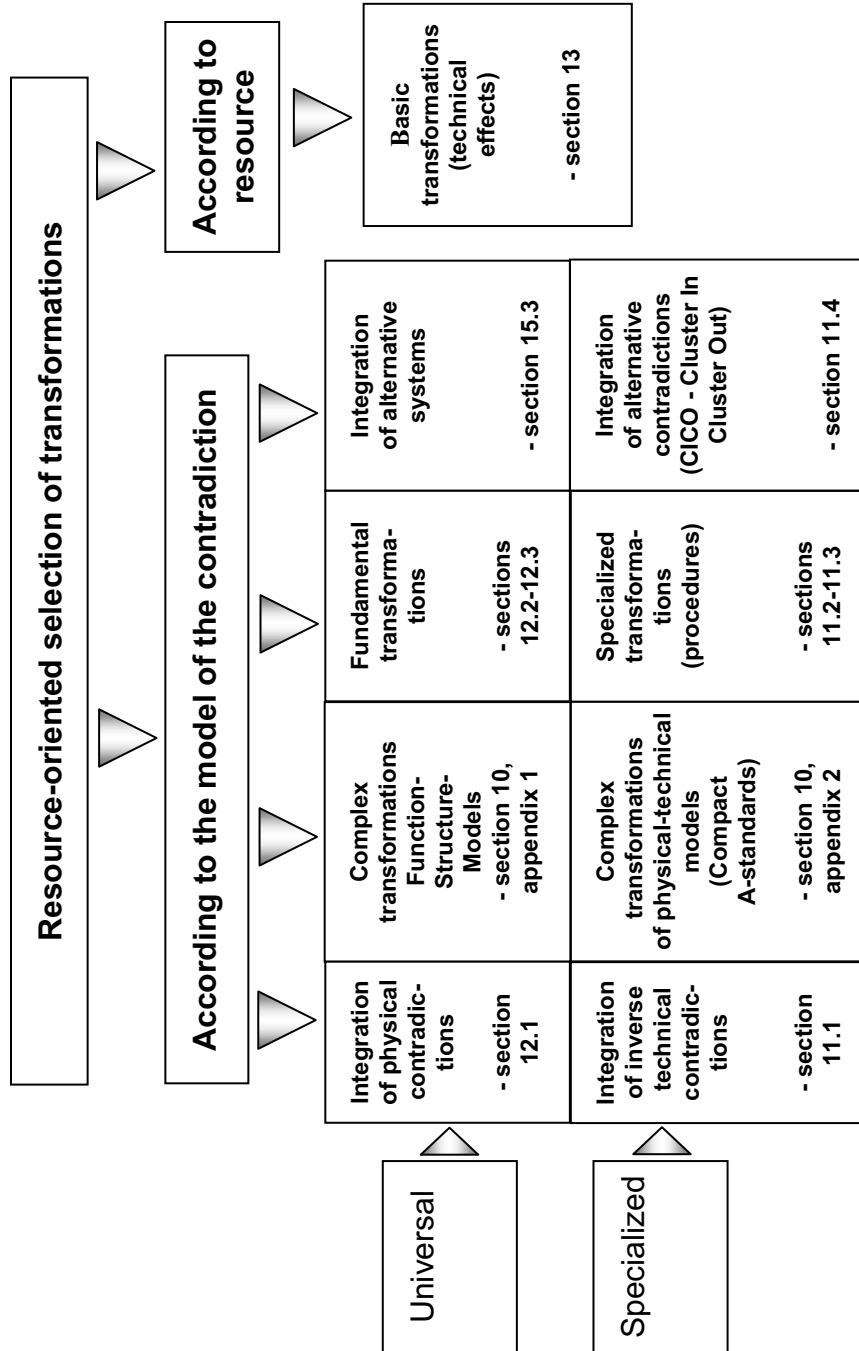 Resource-oriented selection of transformations
According to the model of the contradiction
According to
resource
Universal
Integration
of physical
contradic-
tions
- section
12.1
Complex
transformations
Function-
Structure-
Models
- section 10,
appendix 1
Fundamental
transforma-
tions
- sections
12.2-12.3
Integration
of alternative
systems
- section 15.3
Basic
transformations
(technical
effects)
- section 13
Specialized
Integration
of inverse
technical
contradic-
tions
- section
11.1
Complex
transformations
of physical-technical
models
(Compact
A-standards)
- section 10,
appendix 2
Specialized
transforma-
tions
(procedures)
- sections
11.2-11.3
Integration
of alternative
contradictions
(CICO - Cluster In
Cluster Out)
- section 11.4